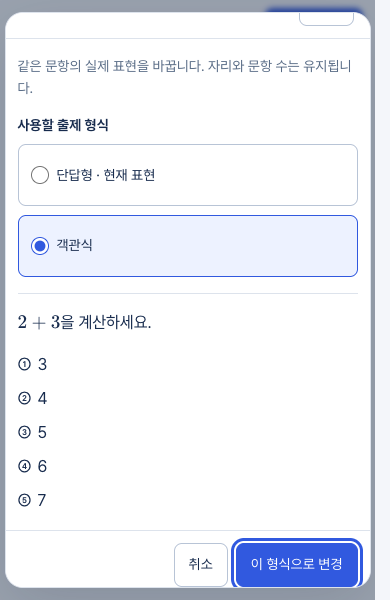 같은 문항의 실제 표현을 바꿉니다. 자리와 문항 수는 유지됩니
다.
사용할 출제 형식
단답형 · 현재 표현
객관식
2 + 3을 계산하세요.
① 3
② 4
③ 5
④ 6
⑤ 7
취소
이 형식으로 변경